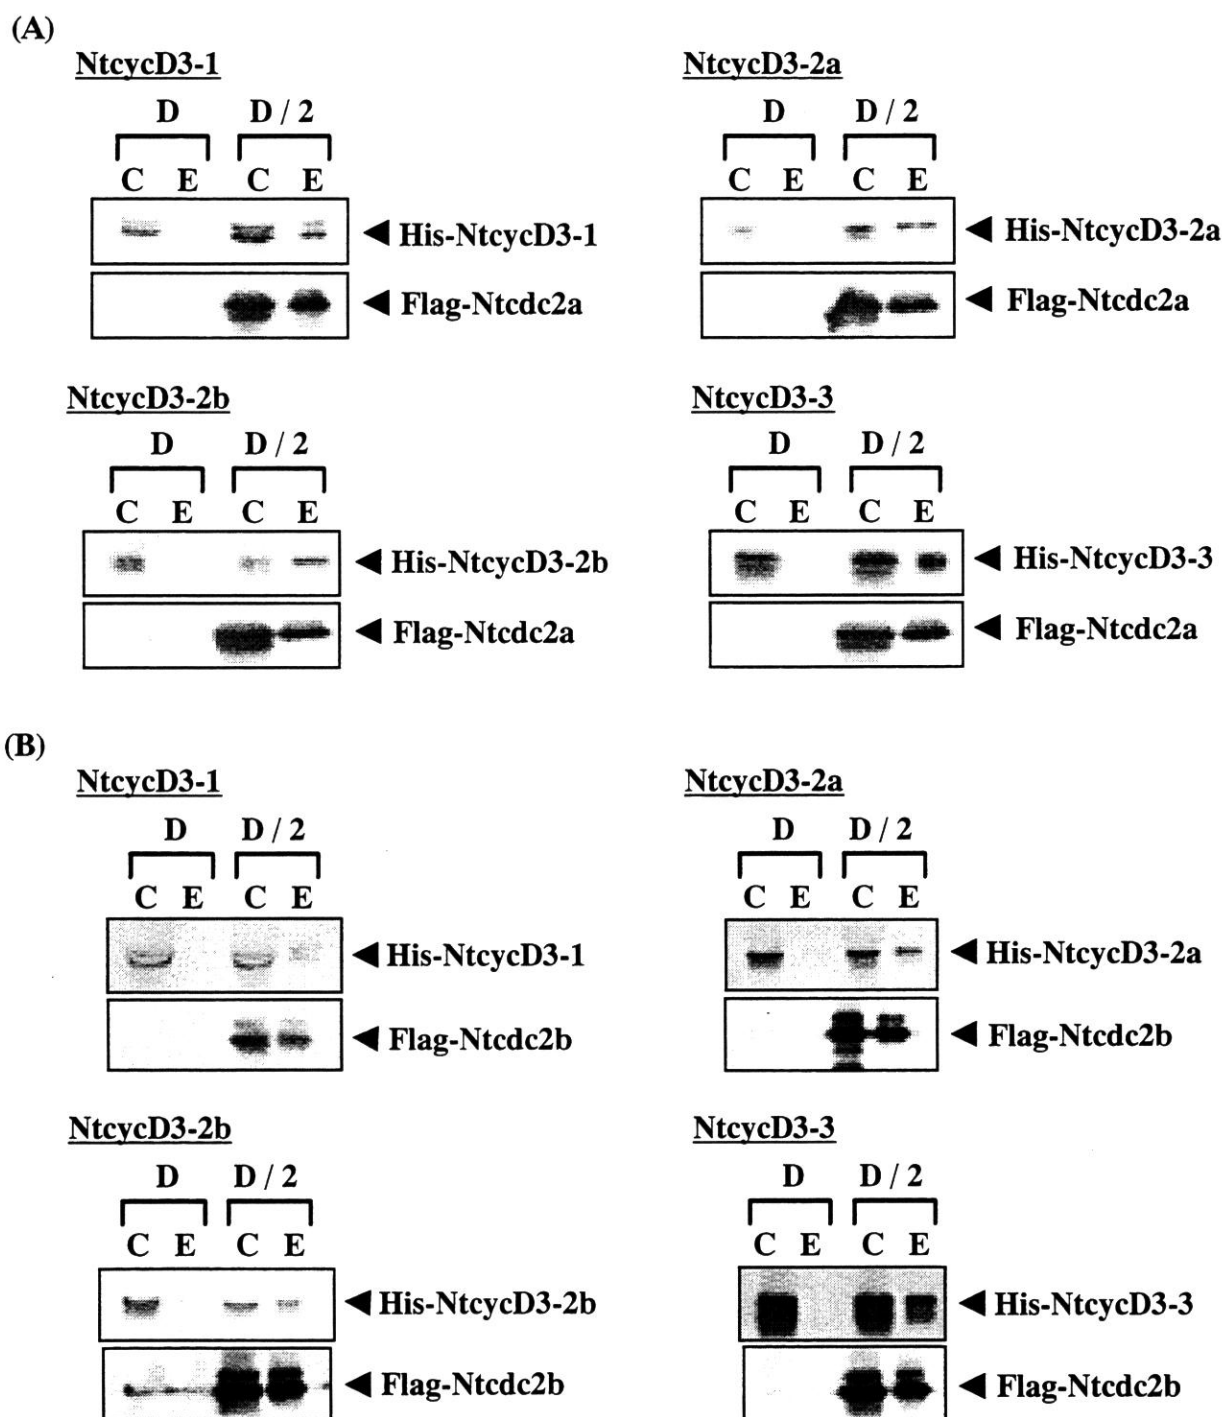 (A)
NtcycD3-1
D D / 2
C E C E
His-NtcycD3-1
Flag-Ntcdc2a
NtcycD3-2a
D D / 2
C E C E
His-NtcycD3-2a
Flag-Ntcdc2a
NtcycD3-2b
D D / 2
C E C E
His-NtcycD3-2b
Flag-Ntcdc2a
NtcycD3-3
D D / 2
C E C E
His-NtcycD3-3
Flag-Ntcdc2a
(B)
NtcycD3-1
D D / 2
C E C E
His-NtcycD3-1
Flag-Ntcdc2b
NtcycD3-2a
D D / 2
C E C E
His-NtcycD3-2a
Flag-Ntcdc2b
NtcycD3-2b
D D / 2
C E C E
His-NtcycD3-2b
Flag-Ntcdc2b
NtcycD3-3
D D / 2
C E C E
His-NtcycD3-3
Flag-Ntcdc2b